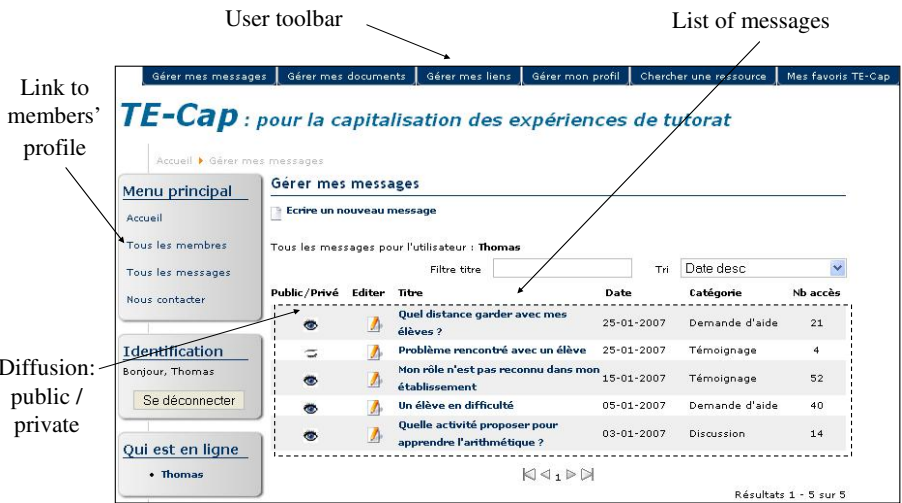 User toolbar
List of messages
Link to
members’
profile
Gérer mes messages Gérer mes documents Gérer mes liens Gérer mon profil Chercher une ressource Mes favoris TE-Cap
TE-Cap : pour la capitalisation des expériences de tutorat
Accueil Gérer mes messages
Menu principal
Accueil
Tous les membres
Tous les messages
Nous contacter
Gérer mes messages
Ecrire un nouveau message
Tous les messages pour l'utilisateur : Thomas
Filtre titre Tri Date desc
Public/Privé Editer Titre Date Catégorie Nb accès
Quel distance garder avec mes
élèves ? 25-01-2007 Demande d'aide 21
Problème rencontré avec un élève 25-01-2007 Témoignage 4
Mon rôle n'est pas reconnu dans mon
établissement 15-01-2007 Témoignage 52
Un élève en difficulté 05-01-2007 Demande d'aide 40
Quelle activité proposer pour
apprendre l'arithmétique ? 03-01-2007 Discussion 14
1
Résultats 1 - 5 sur 5
Diffusion:
public /
private
Identification
Bonjour, Thomas
Se déconnecter
Qui est en ligne
• Thomas